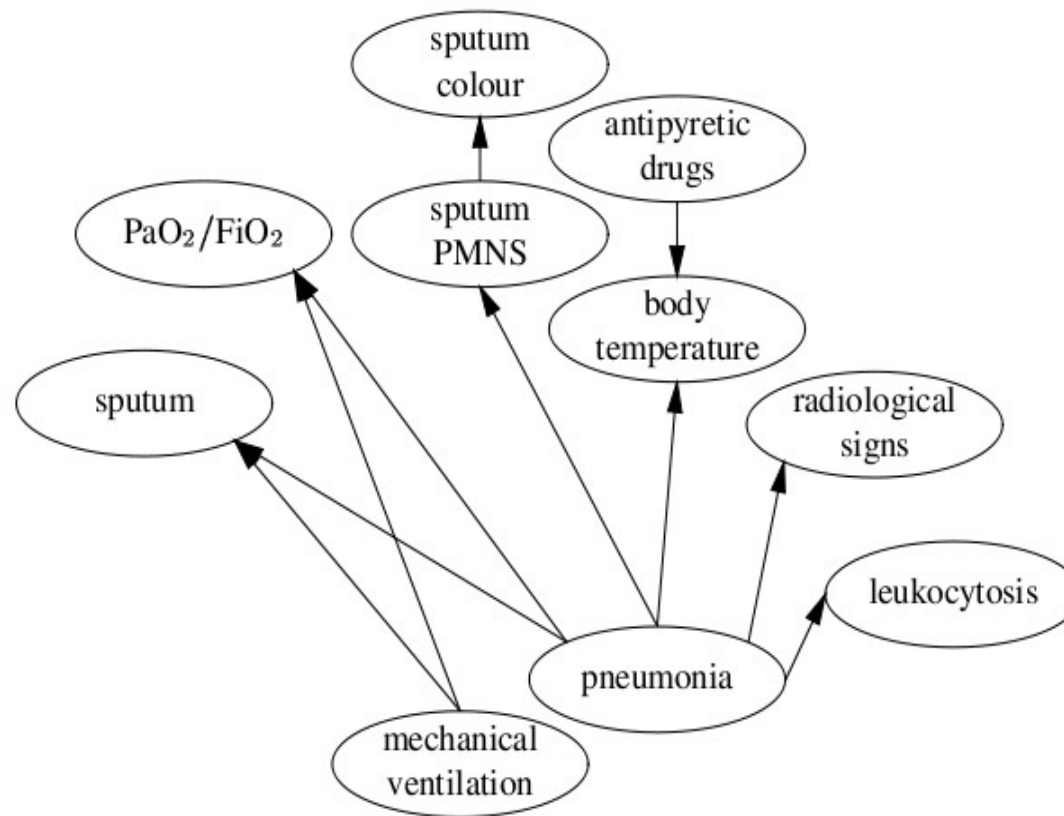 sputum
colour
antipyretic
drugs
PaO₂/FiO₂
sputum
PMNS
body
temperature
sputum
radiological
signs
leukocytosis
pneumonia
mechanical
ventilation